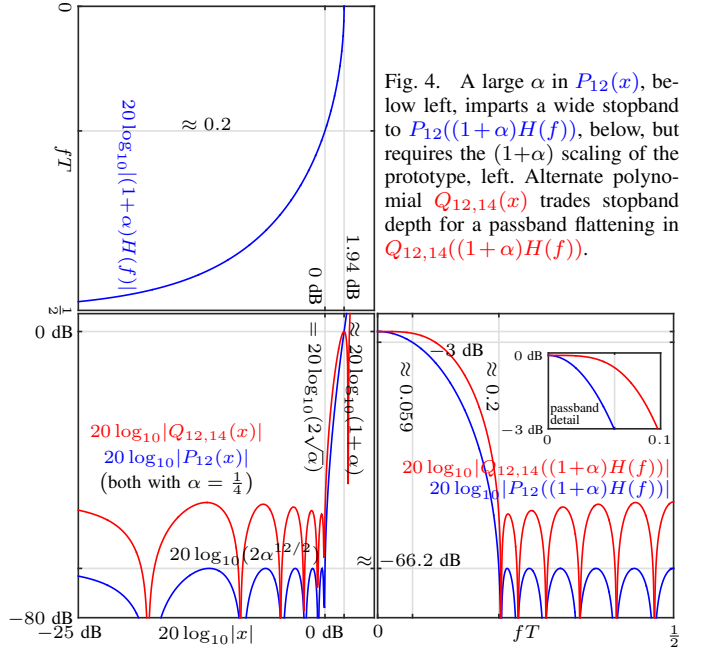 0
≈ 0.2
fT
20 log₁₀|(1+α)H(f)|
½
0 dB
1.94 dB
Fig. 4. A large α in P₁₂(x), be-
low left, imparts a wide stopband
to P₁₂((1+α)H(f)), below, but
requires the (1+α) scaling of the
prototype, left. Alternate polyno-
mial Q₁₂,₁₄(x) trades stopband
depth for a passband flattening in
Q₁₂,₁₄((1+α)H(f)).
0 dB
= 20 log₁₀(2√α)
≈ 20 log₁₀(1+α)
20 log₁₀|Q₁₂,₁₄(x)|
20 log₁₀|P₁₂(x)|
(both with α = ¼)
20 log₁₀(2α^{12/2})
≈
−66.2 dB
−80 dB
−25 dB
20 log₁₀|x|
0 dB
−3 dB
≈ 0.059
≈ 0.2
0 dB
passband
detail
−3 dB
0
0.1
20 log₁₀|Q₁₂,₁₄((1+α)H(f))|
20 log₁₀|P₁₂((1+α)H(f))|
0
fT
½